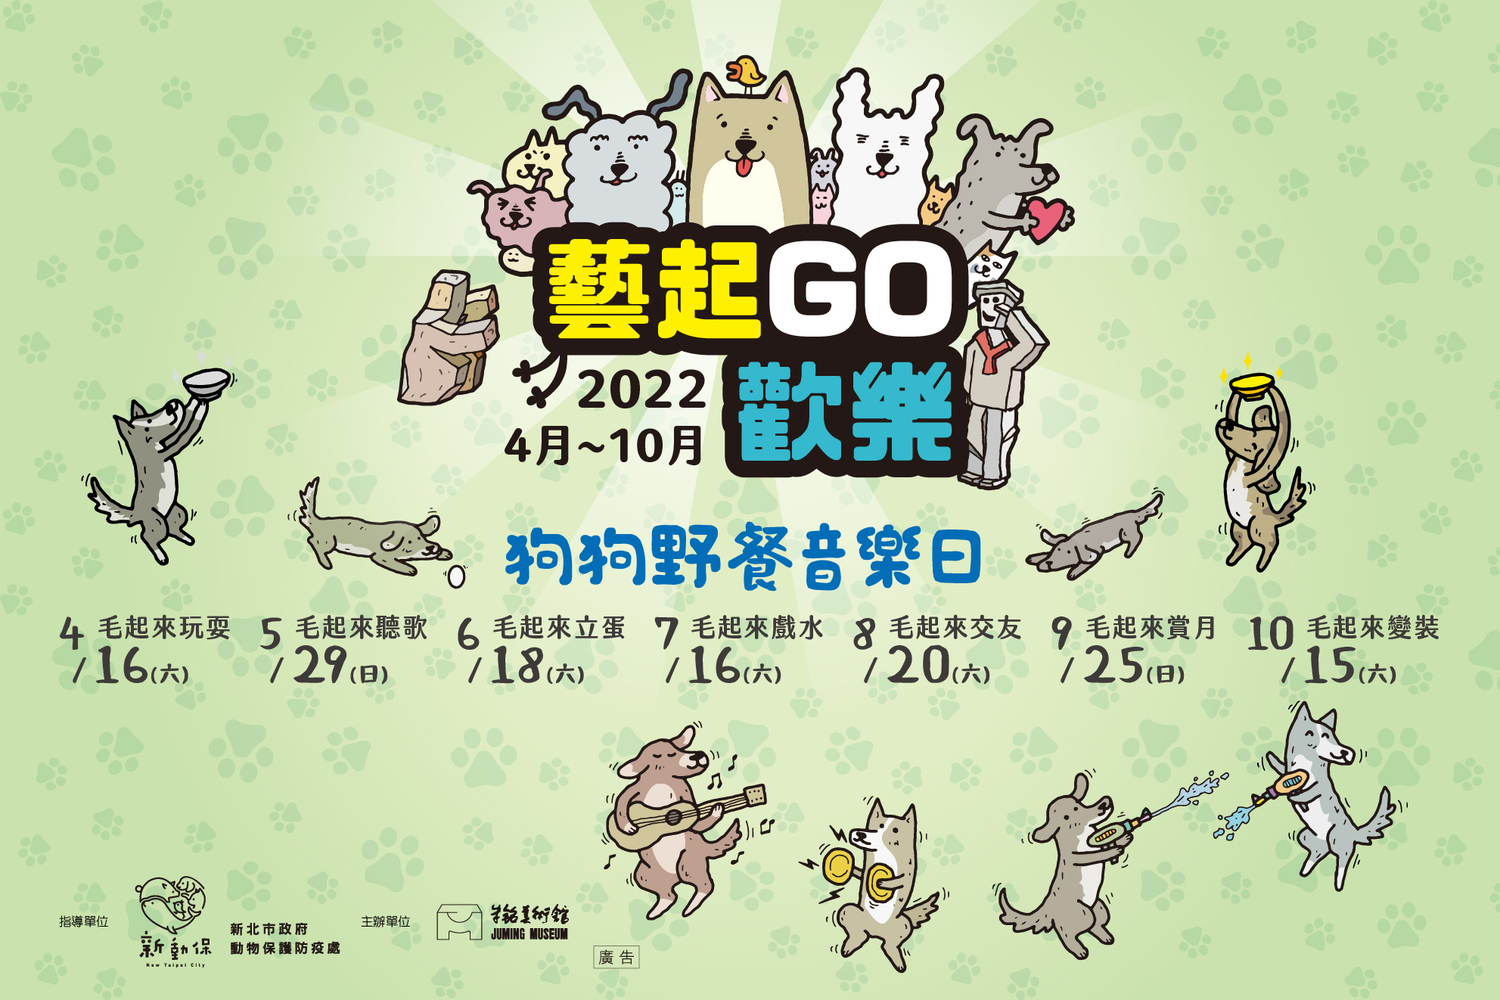 藝起GO
歡樂
2022
4月~10月
狗狗野餐音樂日
4/16(六) 毛起來玩耍
5/29(日) 毛起來聽歌
6/18(六) 毛起來立蛋
7/16(六) 毛起來戲水
8/20(六) 毛起來交友
9/25(日) 毛起來賞月
10/15(六) 毛起來變裝
指導單位
新動保
New Taipei City
新北市政府
動物保護防疫處
主辦單位
朱銘美術館
JUMING MUSEUM
廣告